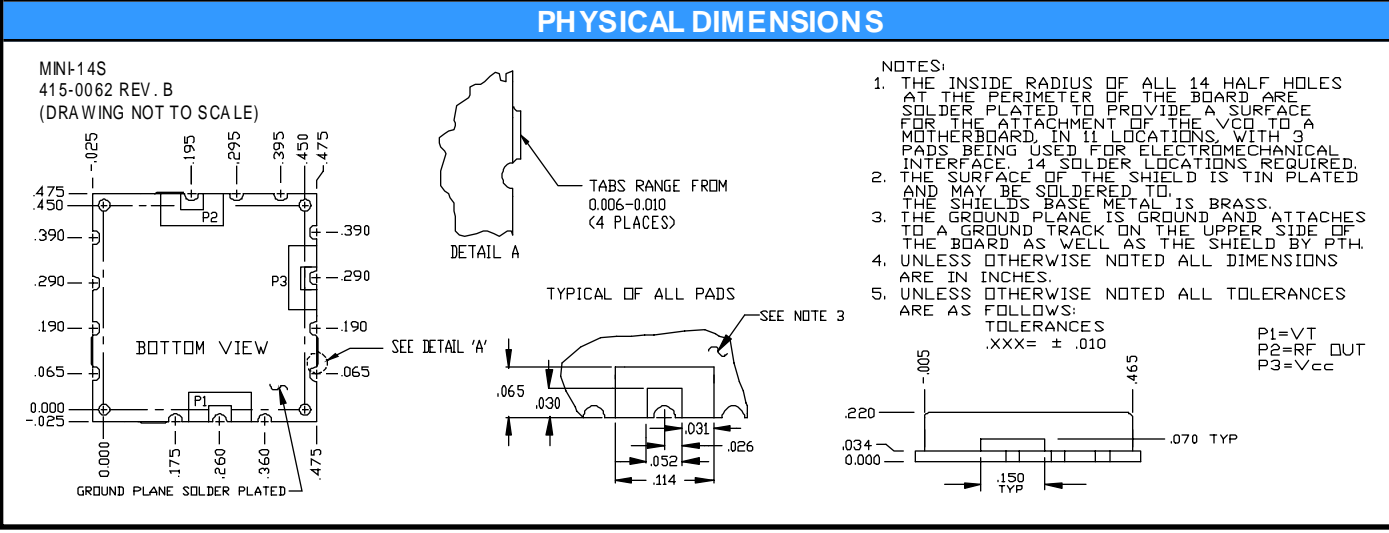 PHYSICAL DIMENSIONS
MINI-14S
415-0062 REV. B
(DRAWING NOT TO SCALE)
-.025
.195
.295
.395
.450
.475
.475
.450
.390
.290
.190
.065
0.000
-.025
P2
P3
P1
.390
.290
.190
.065
BOTTOM VIEW
0.000
.175
.260
.360
.475
GROUND PLANE SOLDER PLATED
SEE DETAIL 'A'
TABS RANGE FROM
0.006-0.010
(4 PLACES)
DETAIL A
TYPICAL OF ALL PADS
SEE NOTE 3
.065
.030
.031
.026
.052
.114
NOTES:
1. THE INSIDE RADIUS OF ALL 14 HALF HOLES
AT THE PERIMETER OF THE BOARD ARE
SOLDER PLATED TO PROVIDE A SURFACE
FOR THE ATTACHMENT OF THE VCO TO A
MOTHERBOARD, IN 11 LOCATIONS, WITH 3
PADS BEING USED FOR ELECTROMECHANICAL
INTERFACE. 14 SOLDER LOCATIONS REQUIRED.
2. THE SURFACE OF THE SHIELD IS TIN PLATED
AND MAY BE SOLDERED TO.
THE SHIELDS BASE METAL IS BRASS.
3. THE GROUND PLANE IS GROUND AND ATTACHES
TO A GROUND TRACK ON THE UPPER SIDE OF
THE BOARD AS WELL AS THE SHIELD BY PTH.
4. UNLESS OTHERWISE NOTED ALL DIMENSIONS
ARE IN INCHES.
5. UNLESS OTHERWISE NOTED ALL TOLERANCES
ARE AS FOLLOWS:
TOLERANCES
.XXX= ± .010
P1=VT
P2=RF OUT
P3=Vcc
-.005
.465
.220
.034
0.000
.070 TYP
.150
TYP